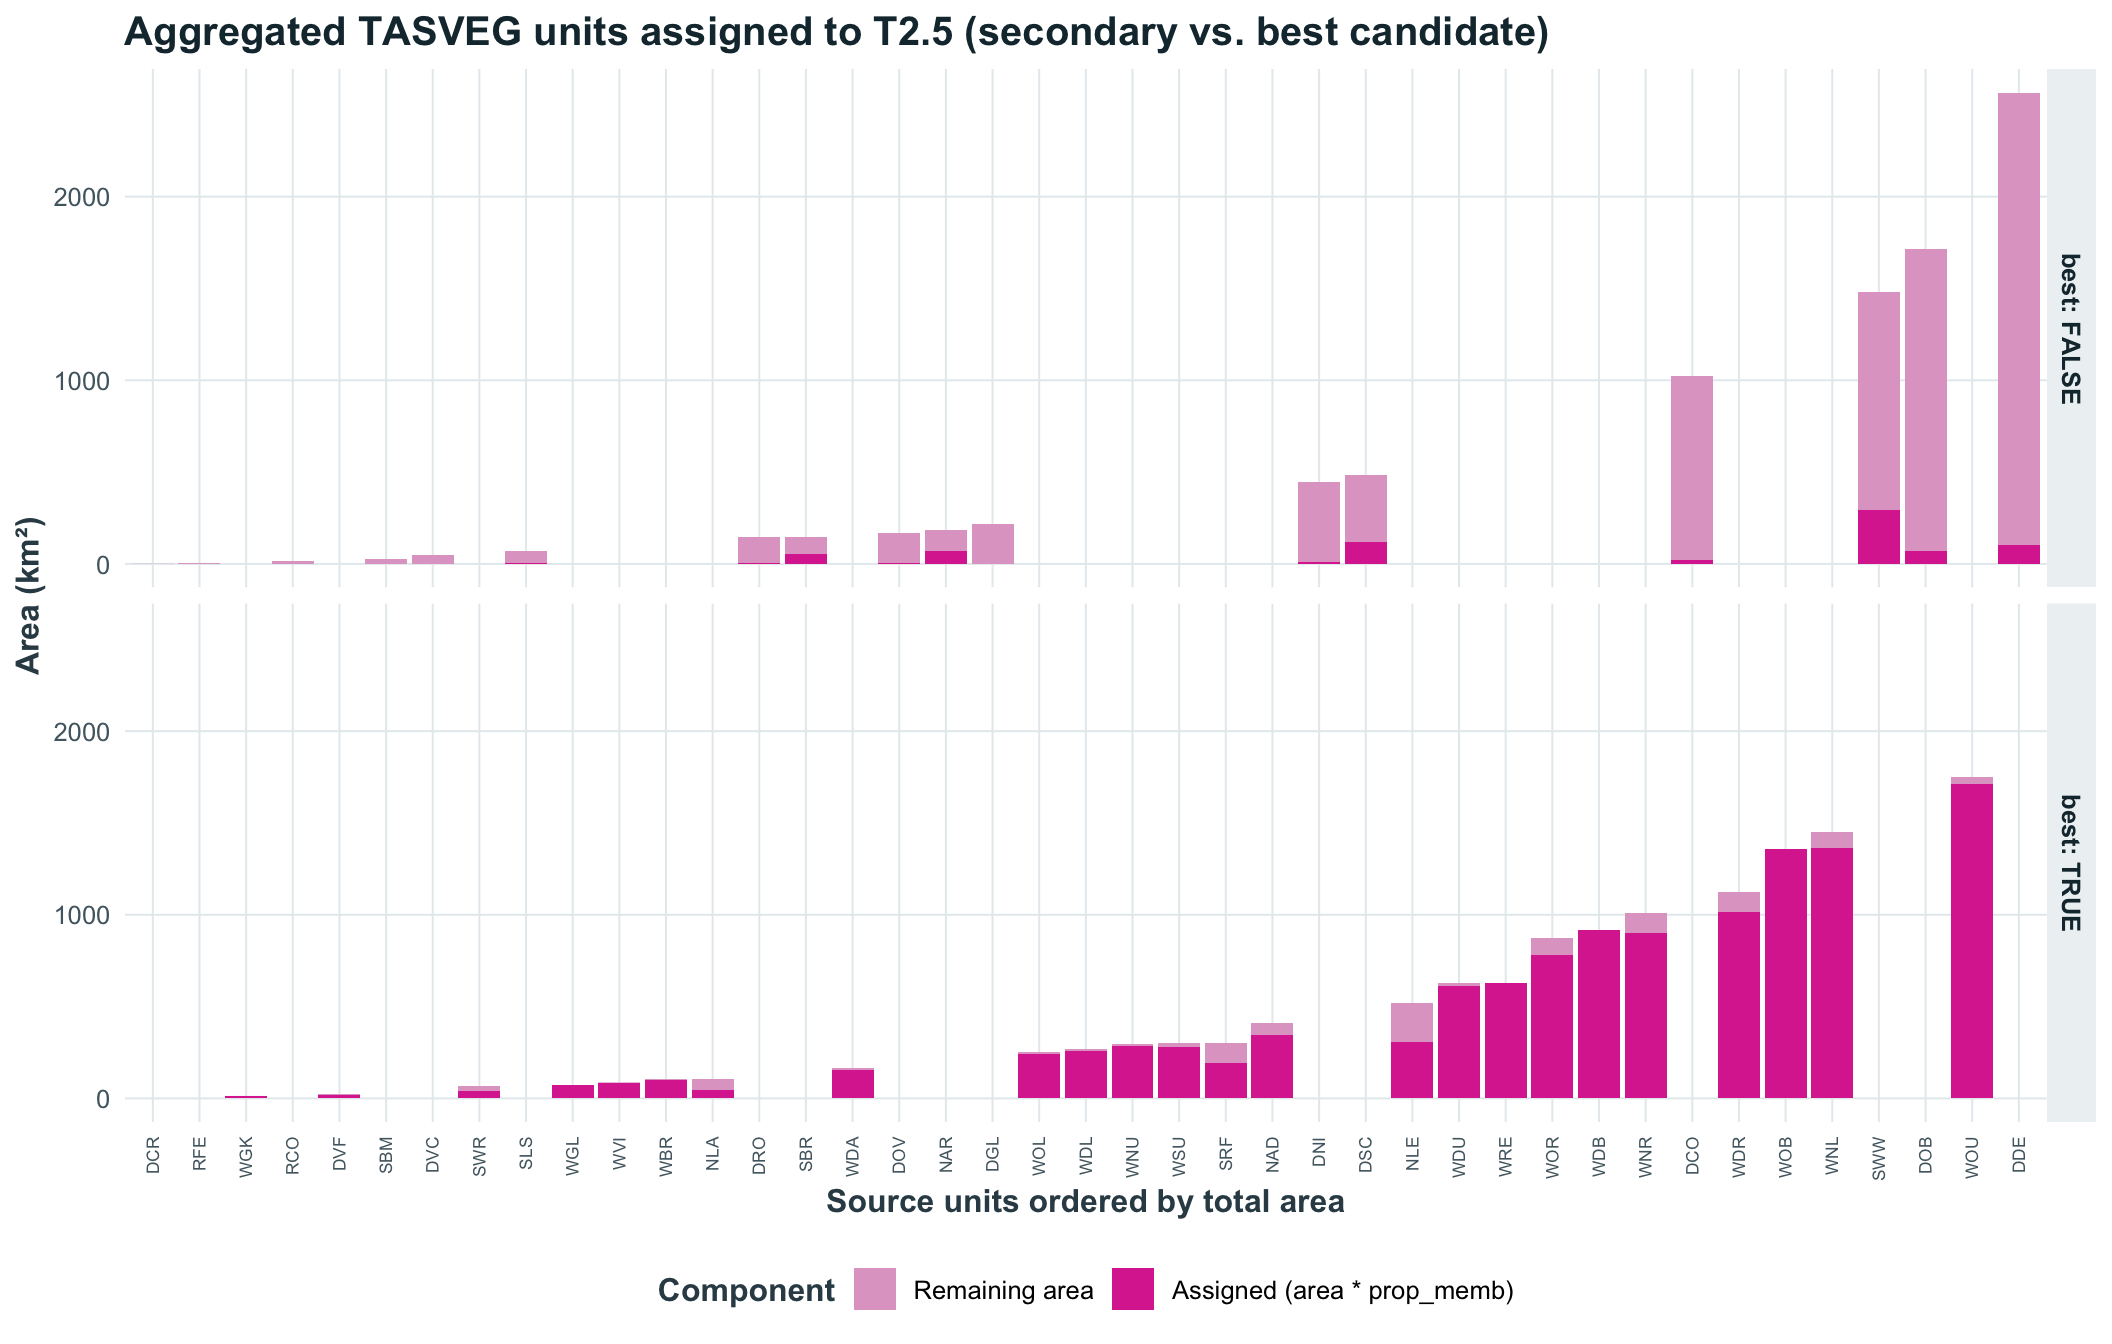 Aggregated TASVEG units assigned to T2.5 (secondary vs. best candidate)
Area (km²)
2000
1000
0
best: FALSE
2000
1000
0
best: TRUE
DCR RFE WGK RCO DVF SBM DVC SWR SLS WGL WVI WBR NLA DRO SBR WDA DOV NAR DGL WOL WDL WNU WSU SRF NAD DNI DSC NLE WDU WRE WOR WDB WNR DCO WDR WOB WNL SWW DOB WOU DDE
Source units ordered by total area
Component Remaining area Assigned (area * prop_memb)